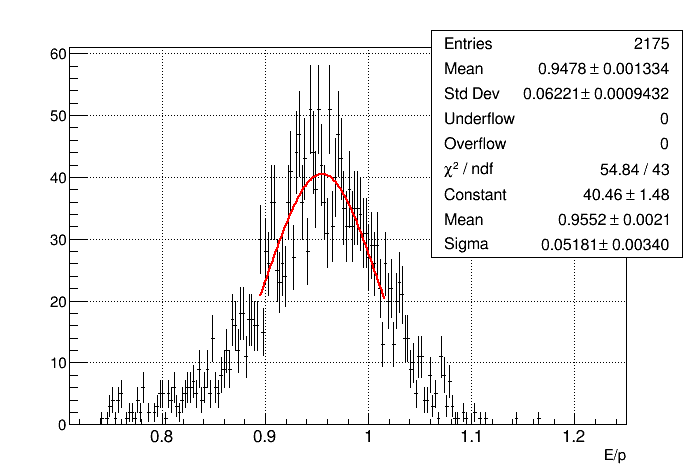 Entries 2175
Mean 0.9478 ± 0.001334
Std Dev 0.06221 ± 0.0009432
Underflow 0
Overflow 0
χ² / ndf 54.84 / 43
Constant 40.46 ± 1.48
Mean 0.9552 ± 0.0021
Sigma 0.05181 ± 0.00340
60
50
40
30
20
10
0
0.8 0.9 1 1.1 1.2
E/p